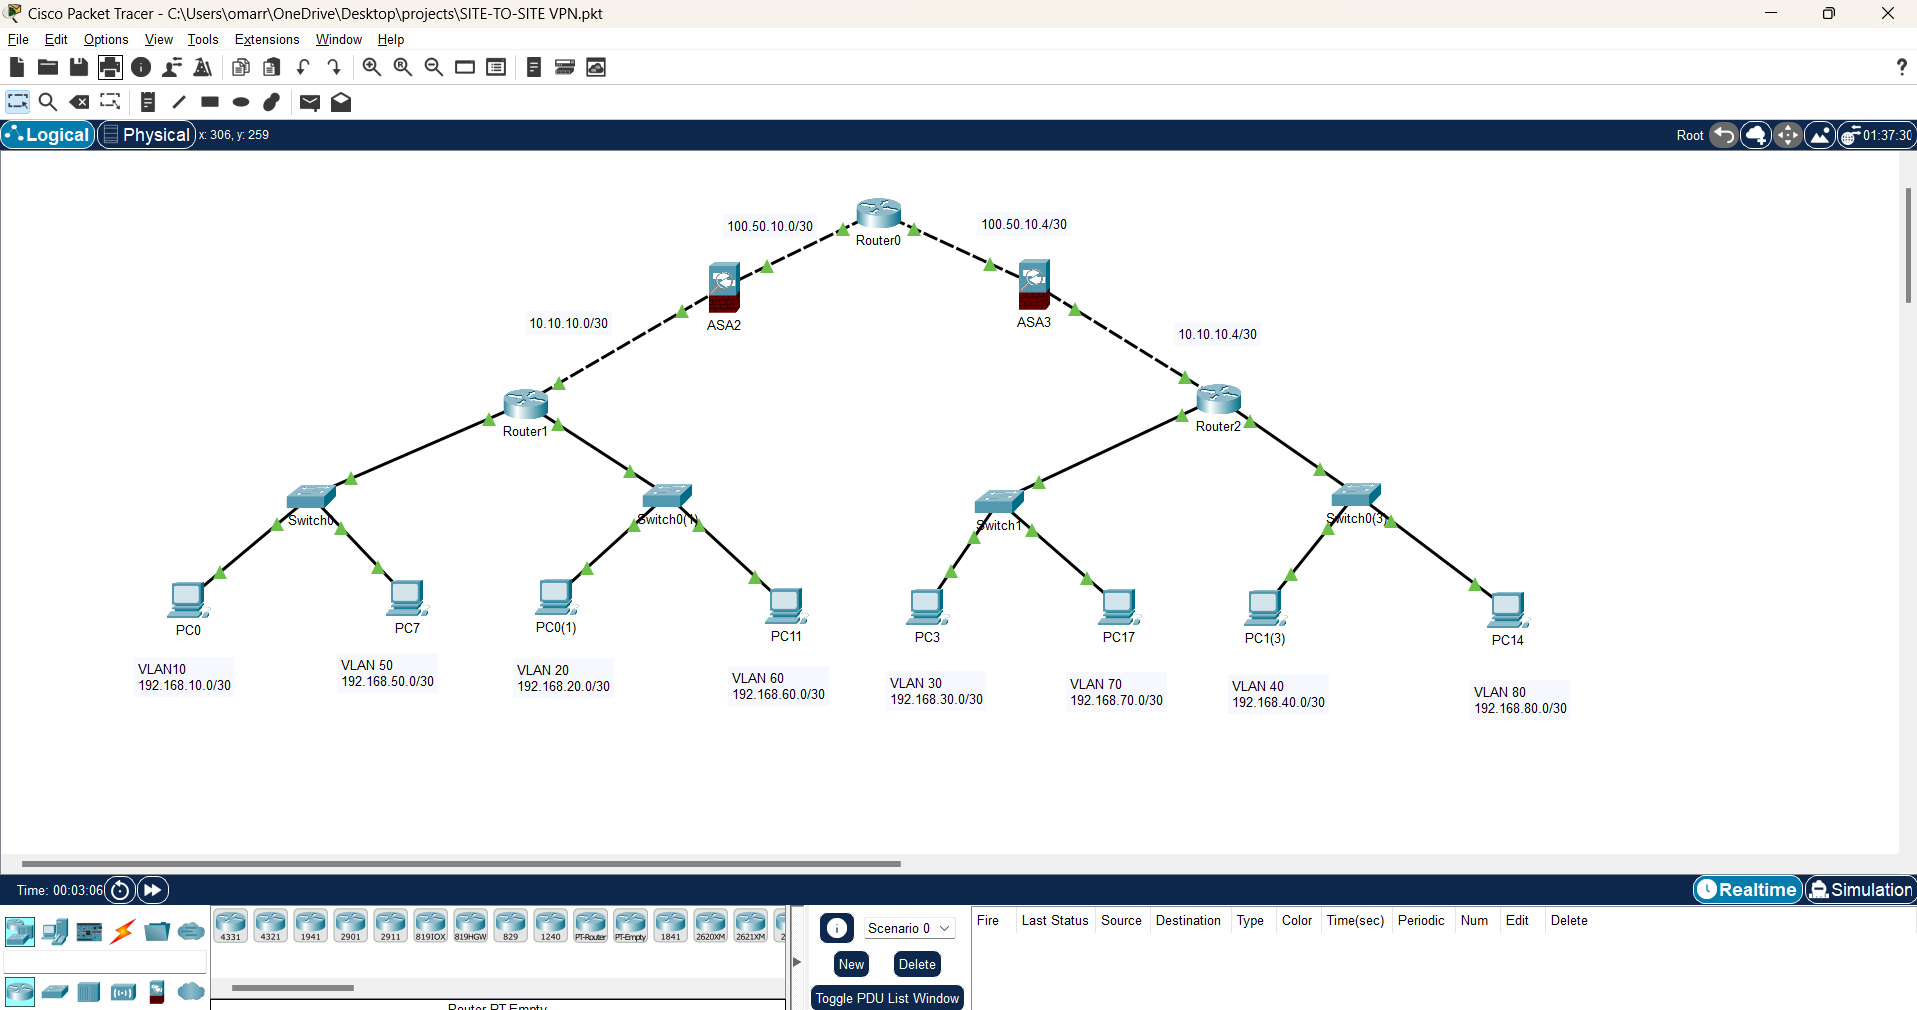 Cisco Packet Tracer - C:\Users\omarr\OneDrive\Desktop\projects\SITE-TO-SITE VPN.pkt
File Edit Options View Tools Extensions Window Help
?
Logical Physical x: 306, y: 259
Root 01:37:30
100.50.10.0/30
Router0
100.50.10.4/30
ASA2
ASA3
10.10.10.0/30
10.10.10.4/30
Router1
Router2
Switch0
Switch0(1)
Switch1
Switch0(3)
PC0
PC7
PC0(1)
PC11
PC3
PC17
PC1(3)
PC14
VLAN10
192.168.10.0/30
VLAN 50
192.168.50.0/30
VLAN 20
192.168.20.0/30
VLAN 60
192.168.60.0/30
VLAN 30
192.168.30.0/30
VLAN 70
192.168.70.0/30
VLAN 40
192.168.40.0/30
VLAN 80
192.168.80.0/30
Time: 00:03:06
Realtime Simulation
4331 4321 1941 2901 2911 819IOX 819HGW 829 1240 PT-Router PT-Empty 1841 2620XM 2621XM 2
Router PT Empty
Scenario 0
New Delete
Toggle PDU List Window
Fire Last Status Source Destination Type Color Time(sec) Periodic Num Edit Delete